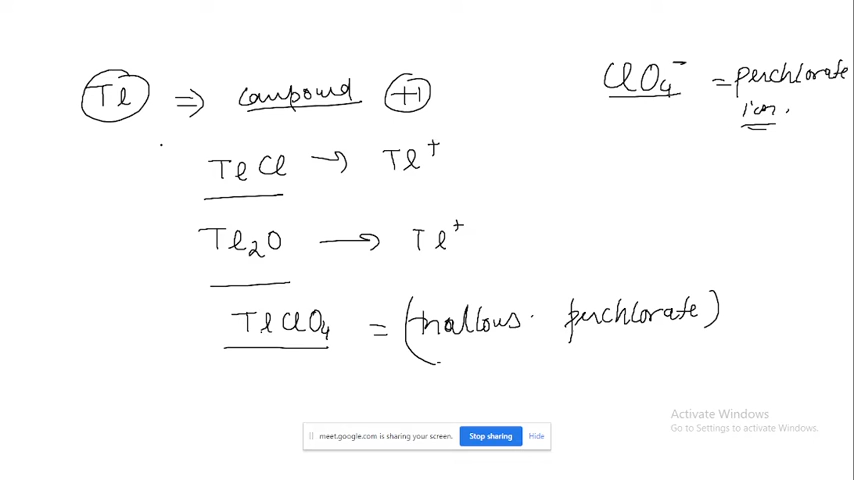 Tl ⇒ compound +1
ClO₄⁻ = perchlorate
ion.
TlCl → Tl⁺
Tl₂O → Tl⁺
TlClO₄ = (thallous perchlorate)
Activate Windows
Go to Settings to activate Windows.
meet.google.com is sharing your screen. Stop sharing Hide